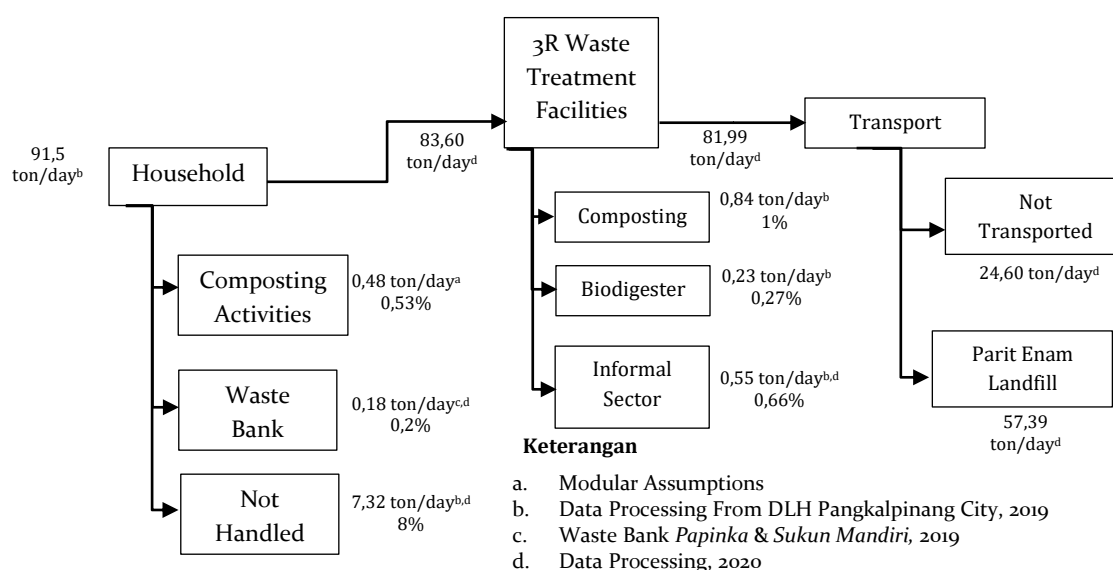 3R Waste
Treatment
Facilities
91,5
ton/dayᵇ
Household
83,60
ton/dayᵈ
81,99
ton/dayᵈ
Transport
Composting
Activities
0,48 ton/dayᵃ
0,53%
Waste
Bank
0,18 ton/dayᶜ,ᵈ
0,2%
Not
Handled
7,32 ton/dayᵇ,ᵈ
8%
Composting
0,84 ton/dayᵇ
1%
Biodigester
0,23 ton/dayᵇ
0,27%
Informal
Sector
0,55 ton/dayᵇ,ᵈ
0,66%
Not
Transported
24,60 ton/dayᵈ
Parit Enam
Landfill
57,39
ton/dayᵈ
Keterangan
a. Modular Assumptions
b. Data Processing From DLH Pangkalpinang City, 2019
c. Waste Bank Papinka & Sukun Mandiri, 2019
d. Data Processing, 2020